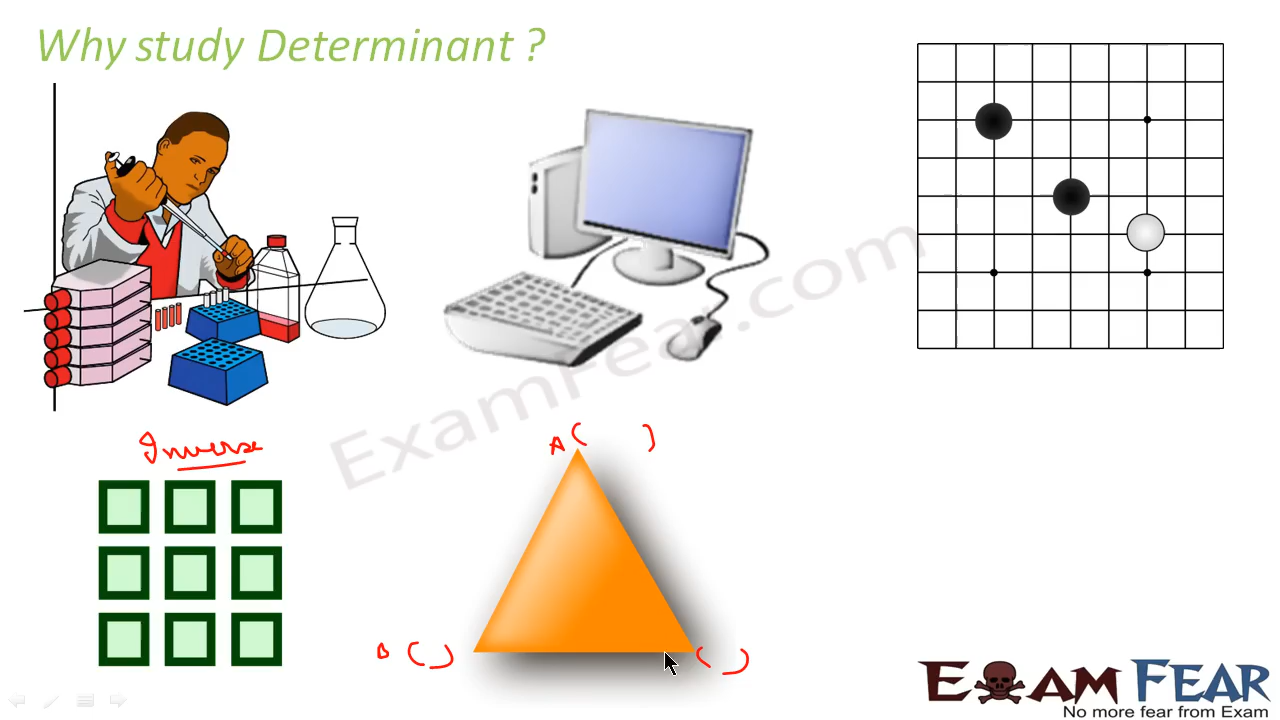 Why study Determinant ?
ExamFear.com
Inverse
A ( )
B ( )
( )
EXAM FEAR
No more fear from Exam